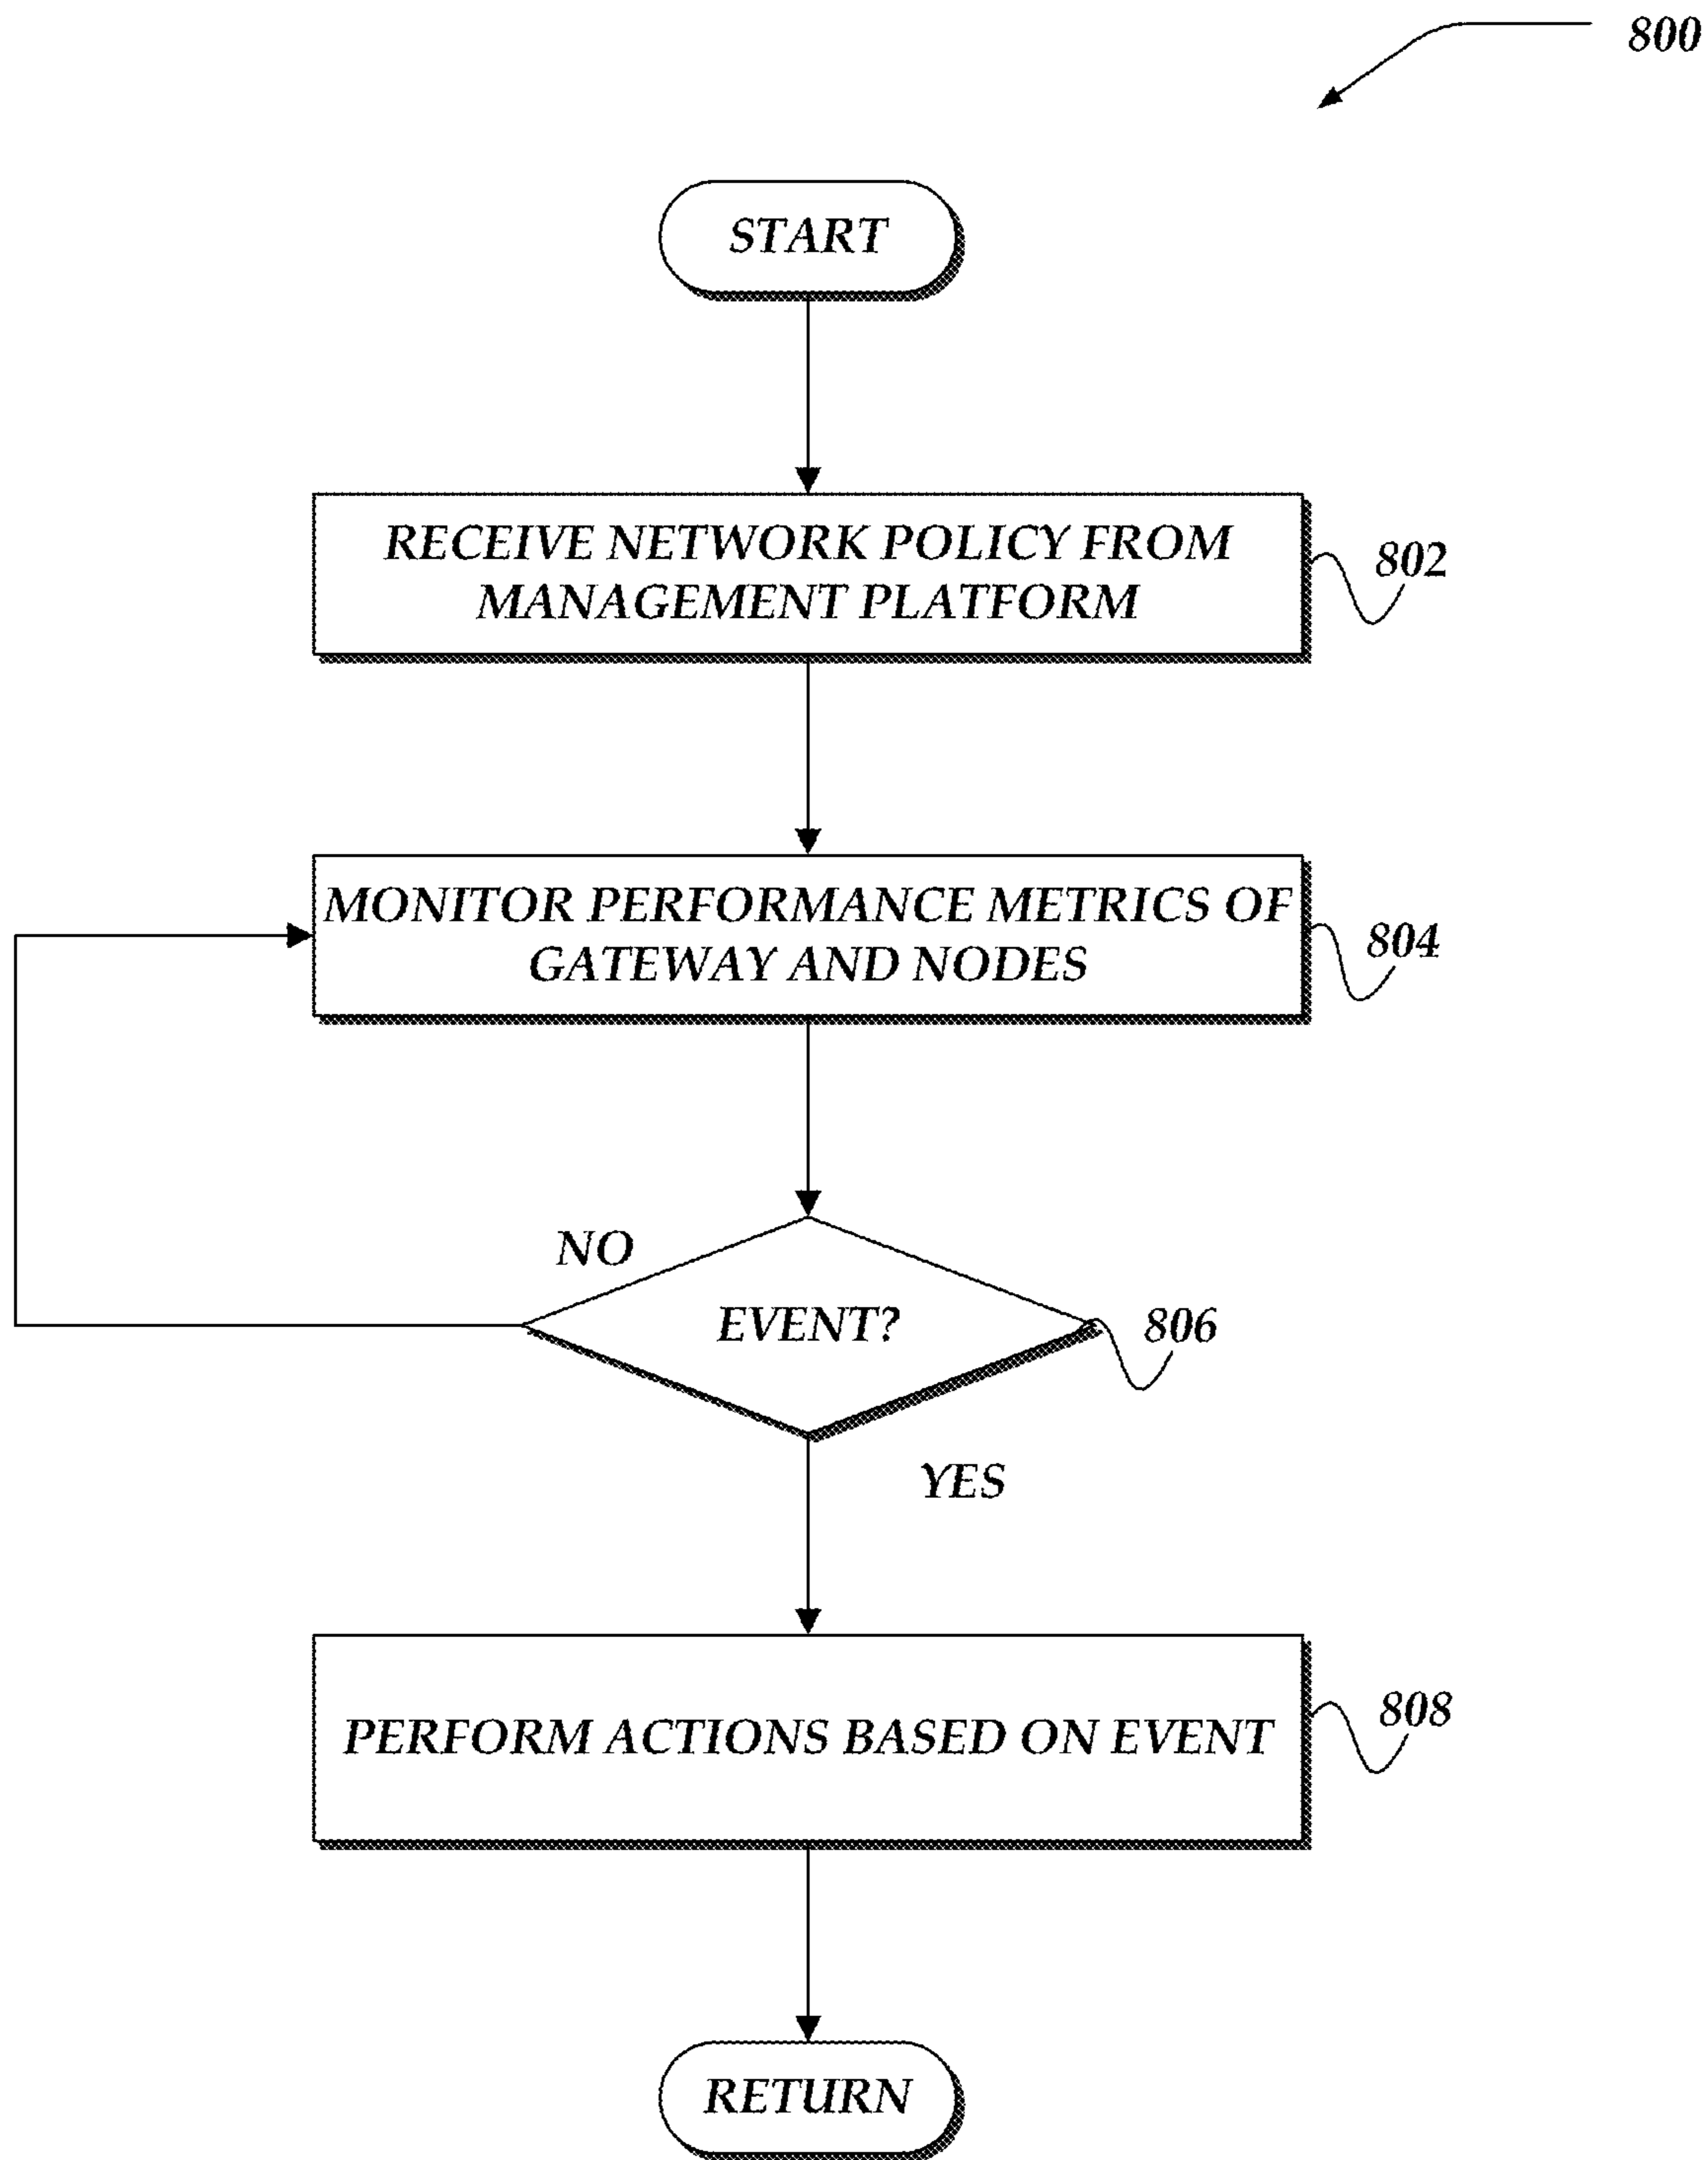 800
START
RECEIVE NETWORK POLICY FROM
MANAGEMENT PLATFORM
802
MONITOR PERFORMANCE METRICS OF
GATEWAY AND NODES
804
NO
EVENT?
806
YES
PERFORM ACTIONS BASED ON EVENT
808
RETURN